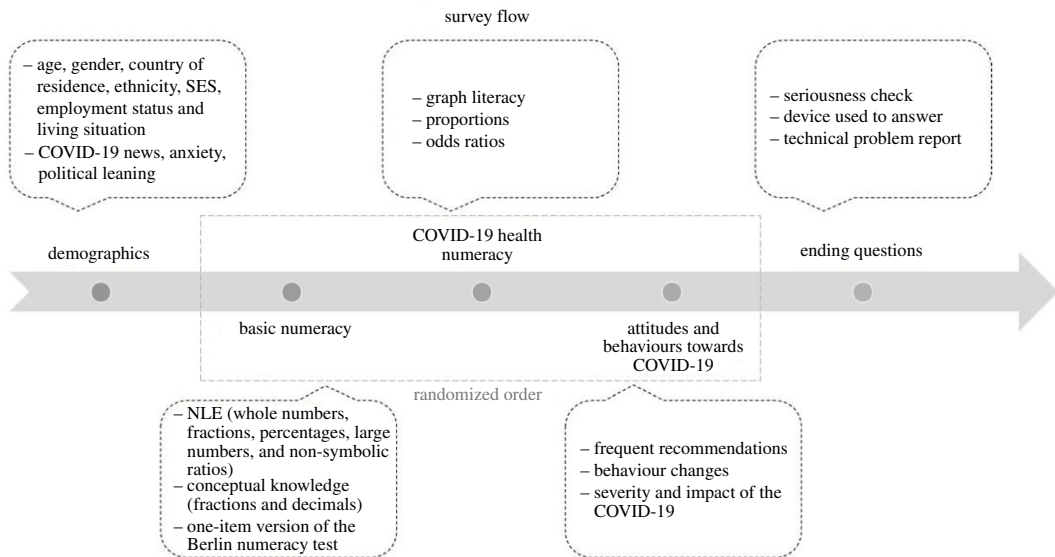 survey flow
– age, gender, country of
residence, ethnicity, SES,
employment status and
living situation
– COVID-19 news, anxiety,
political leaning
– graph literacy
– proportions
– odds ratios
– seriousness check
– device used to answer
– technical problem report
demographics
COVID-19 health
numeracy
ending questions
basic numeracy
attitudes and
behaviours towards
COVID-19
randomized order
– NLE (whole numbers,
fractions, percentages, large
numbers, and non-symbolic
ratios)
– conceptual knowledge
(fractions and decimals)
– one-item version of the
Berlin numeracy test
– frequent recommendations
– behaviour changes
– severity and impact of the
COVID-19